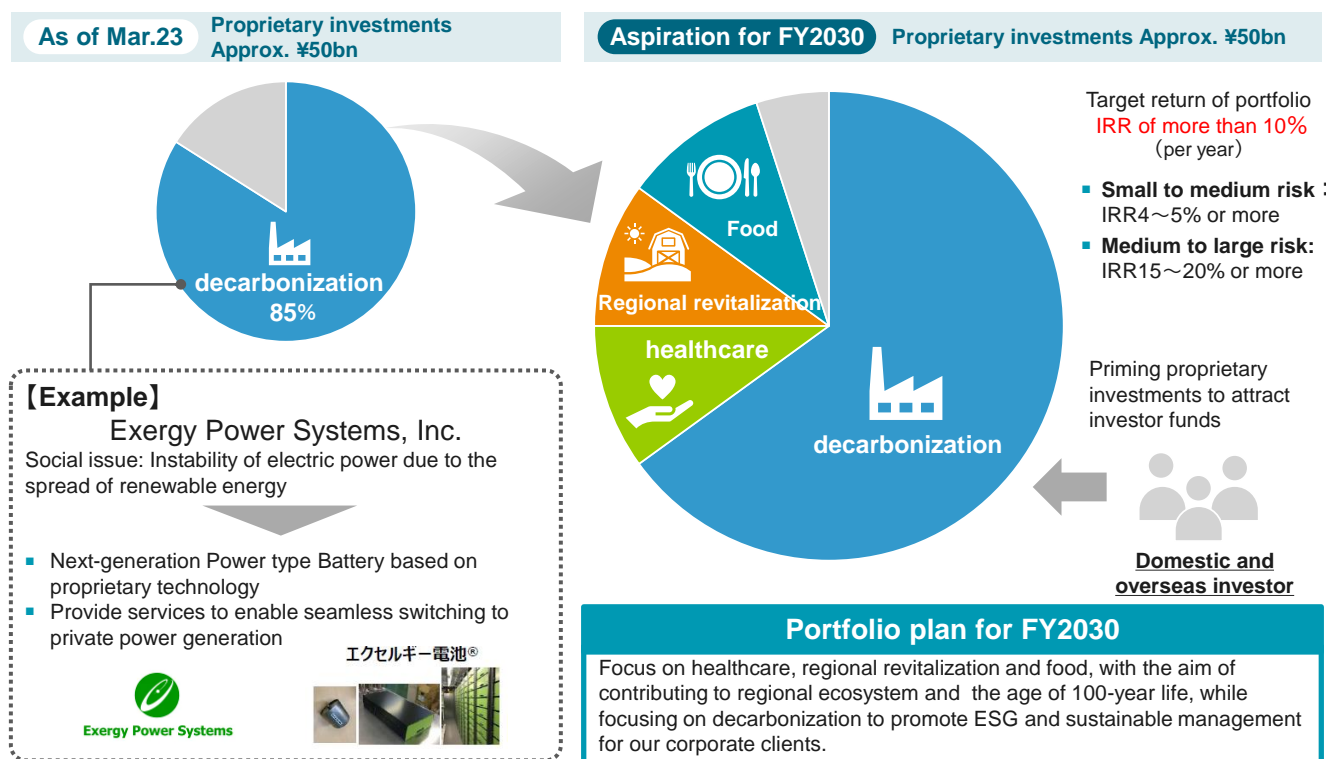 As of Mar.23
Proprietary investments
Approx. ¥50bn
decarbonization
85%
【Example】
Exergy Power Systems, Inc.
Social issue: Instability of electric power due to the
spread of renewable energy
■ Next-generation Power type Battery based on
proprietary technology
■ Provide services to enable seamless switching to
private power generation
Exergy Power Systems
エクセルギー電池®
Aspiration for FY2030
Proprietary investments Approx. ¥50bn
Food
Regional revitalization
healthcare
decarbonization
Target return of portfolio
IRR of more than 10%
（per year）
■ Small to medium risk：
IRR4～5% or more
■ Medium to large risk:
IRR15～20% or more
Priming proprietary
investments to attract
investor funds
Domestic and
overseas investor
Portfolio plan for FY2030
Focus on healthcare, regional revitalization and food, with the aim of
contributing to regional ecosystem and the age of 100-year life, while
focusing on decarbonization to promote ESG and sustainable management
for our corporate clients.